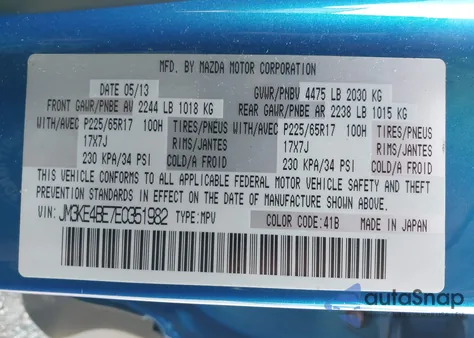 MFD. BY MAZDA MOTOR CORPORATION
DATE 05/13 GVWR/PNBV 4475 LB 2030 KG
FRONT GAWR/PNBE AV 2244 LB 1018 KG REAR GAWR/PNBE AR 2238 LB 1015 KG
WITH/AVEC P225/65R17 100H TIRES/PNEUS WITH/AVEC P225/65R17 100H TIRES/PNEUS
17X7J RIMS/JANTES 17X7J RIMS/JANTES
230 KPA/34 PSI COLD/A FROID 230 KPA/34 PSI COLD/A FROID
THIS VEHICLE CONFORMS TO ALL APPLICABLE FEDERAL MOTOR VEHICLE SAFETY AND THEFT
PREVENTION STANDARDS IN EFFECT ON THE DATE OF MANUFACTURE SHOWN ABOVE.
VIN: JM3KE4BE7E0351982 TYPE: MPV COLOR CODE: 41B MADE IN JAPAN
autoSnap